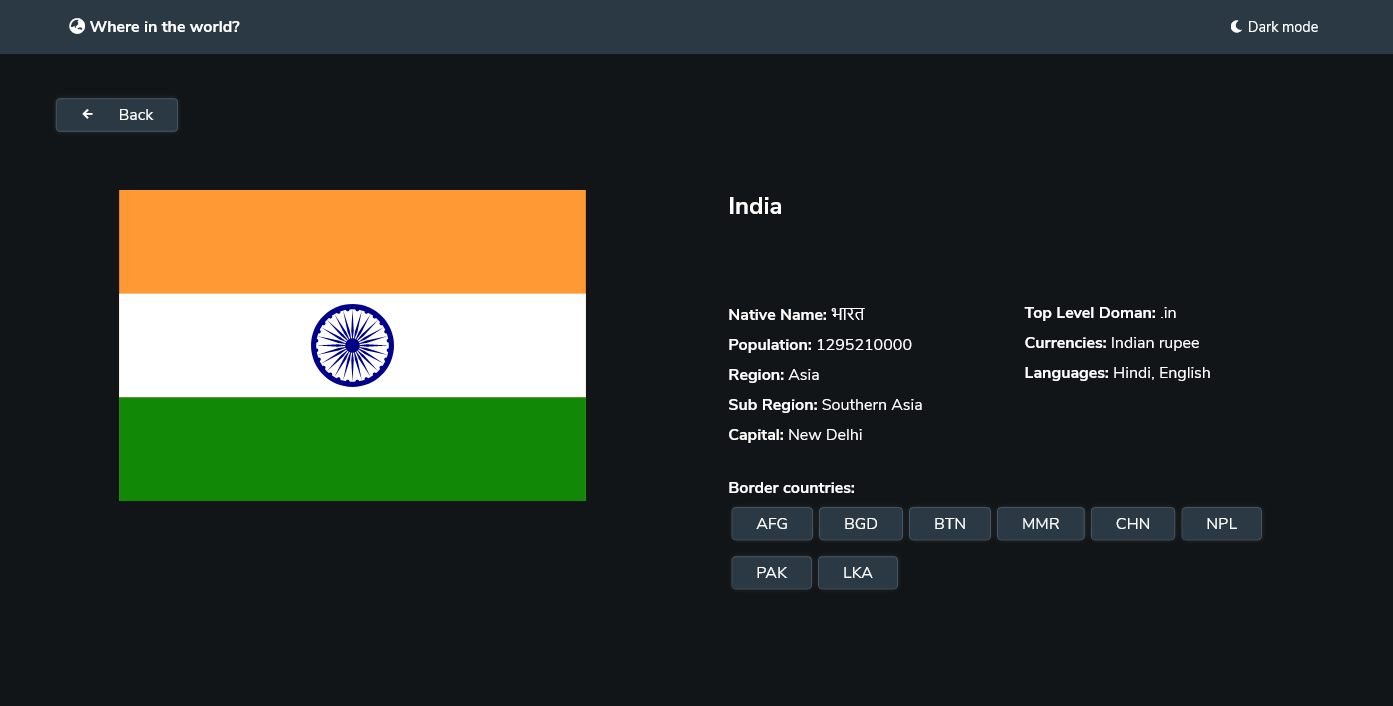 Where in the world?
Dark mode
Back
India
Native Name: भारत
Population: 1295210000
Region: Asia
Sub Region: Southern Asia
Capital: New Delhi
Top Level Doman: .in
Currencies: Indian rupee
Languages: Hindi, English
Border countries:
AFG BGD BTN MMR CHN NPL
PAK LKA